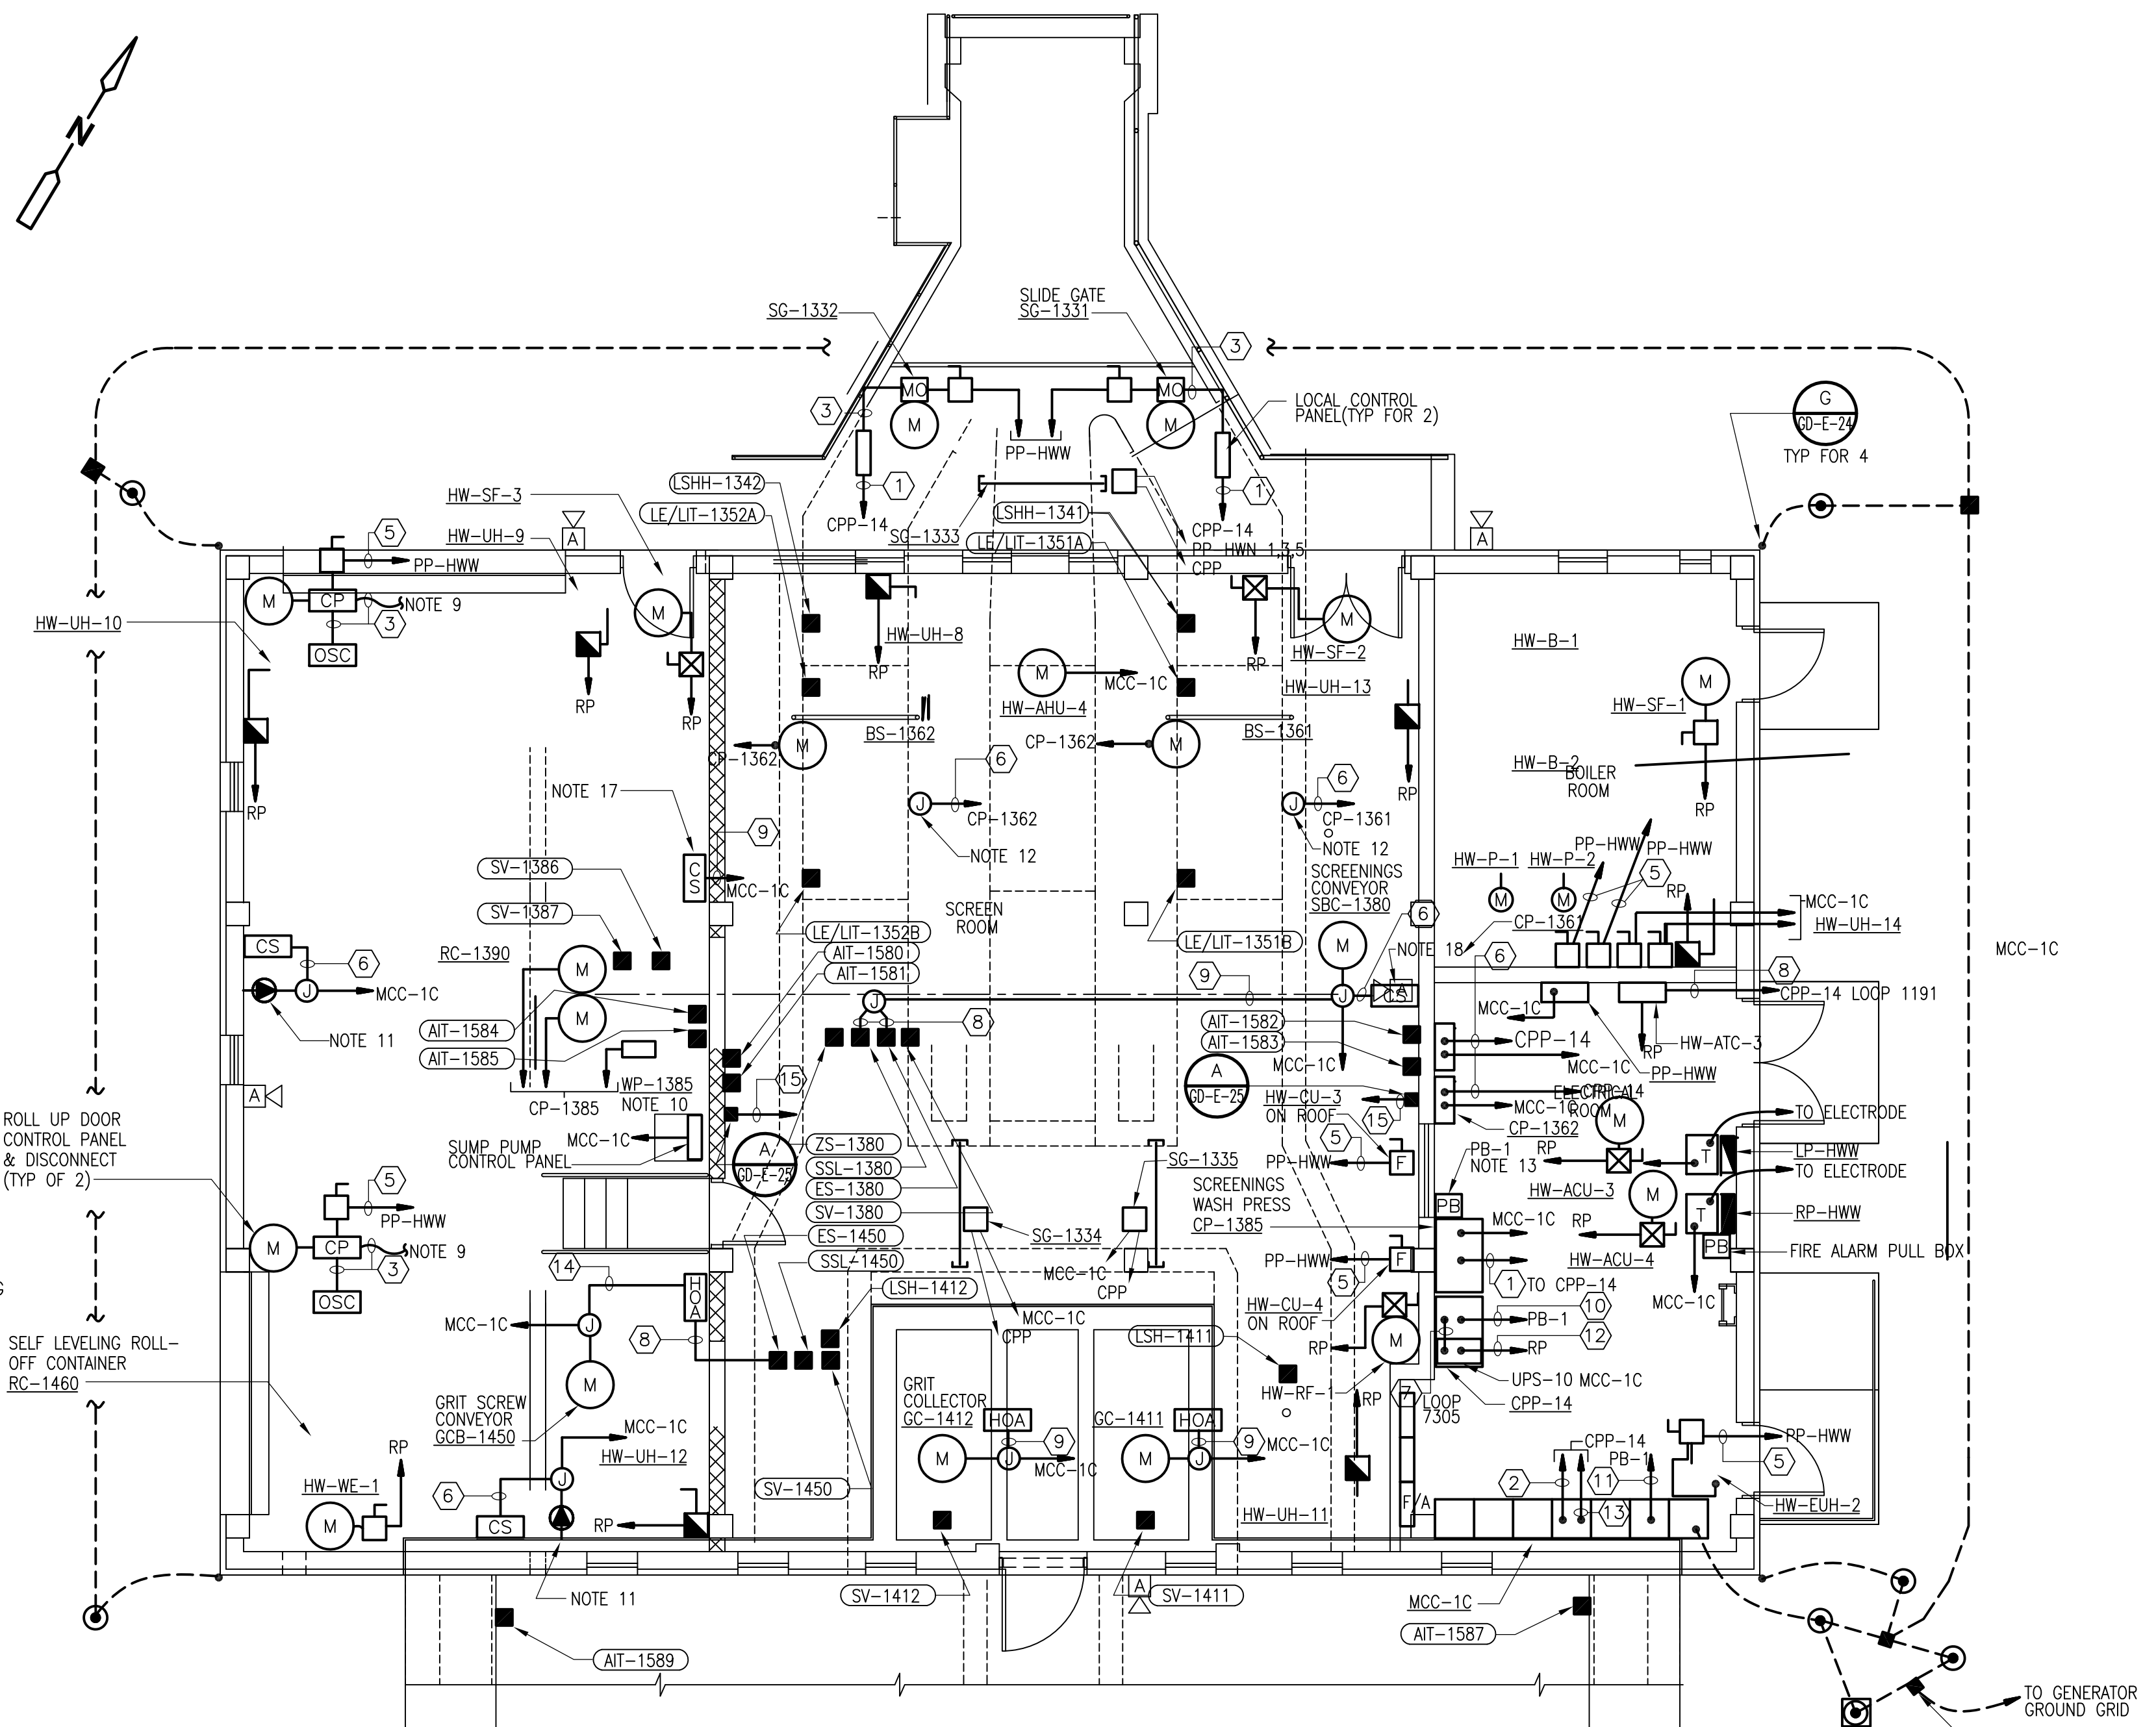 N
SLIDE GATE
SG-1331
SG-1332
3
3
MO
MO
M
M
LOCAL CONTROL
PANEL(TYP FOR 2)
G
GD-E-24
TYP FOR 4
PP-HWW
LSHH-1342
LE/LIT-1352A
1
1
CPP-14
SG-1333
LSHH-1341
LE/LIT-1351A
CPP-14
PP-HWN 1,3,5
CPP
HW-SF-3
HW-UH-9
A
A
5
PP-HWW
M
CP
NOTE 9
3
OSC
HW-UH-10
M
RP
RP
RP
HW-UH-8
RP
M
MCC-1C
HW-AHU-4
RP
M
HW-SF-2
HW-UH-13
HW-B-1
M
HW-SF-1
BS-1362
BS-1361
M
CP-1362
CP-1362
M
HW-B-2
BOILER
ROOM
RP
RP
NOTE 17
6
J
CP-1362
NOTE 12
6
J
CP-1361
NOTE 12
9
CS
MCC-1C
SCREENINGS
CONVEYOR
SBC-1380
PP-HWW
PP-HWW
HW-P-1
HW-P-2
M
M
5
RP
MCC-1C
HW-UH-14
SV-1386
SV-1387
RC-1390
SCREEN
ROOM
LE/LIT-1352B
AIT-1580
AIT-1581
LE/LIT-1351B
6
CP-1361
NOTE 18
6
MCC-1C
CS
6
J
MCC-1C
NOTE 11
M
M
J
9
M
J
CS
A
8
CPP-14 LOOP 1191
MCC-1C
RP
HW-ATC-3
PP-HWW
AIT-1584
AIT-1585
8
AIT-1582
AIT-1583
MCC-1C
CPP-14
MCC-1C
CPP-14
ELECTRICAL
ROOM
MCC-1C
CP-1362
A
CP-1385
WP-1385
NOTE 10
15
A
GD-E-25
HW-CU-3
ON ROOF
15
M
TO ELECTRODE
LP-HWW
TO ELECTRODE
ROLL UP DOOR
CONTROL PANEL
& DISCONNECT
(TYP OF 2)
MCC-1C
SUMP PUMP
CONTROL PANEL
A
GD-E-25
ZS-1380
SSL-1380
ES-1380
SV-1380
ES-1450
SSL-1450
SG-1335
SG-1334
SCREENINGS
WASH PRESS
CP-1385
5
PP-HWW
F
PB-1
NOTE 13
RP
T
HW-ACU-3
M
PB
MCC-1C
RP
T
RP-HWW
5
PP-HWW
M
CP
NOTE 9
3
OSC
14
HOA
LSH-1412
MCC-1C
CPP
MCC-1C
CPP
PP-HWW
5
F
HW-CU-4
ON ROOF
HW-ACU-4
PB
FIRE ALARM PULL BOX
1
TO CPP-14
MCC-1C
MCC-1C
J
8
LSH-1411
RP
M
10
PB-1
12
RP
SELF LEVELING ROLL-
OFF CONTAINER
RC-1460
M
GRIT SCREW
CONVEYOR
GCB-1450
GRIT
COLLECTOR
GC-1412
HOA
GC-1411
HOA
HW-RF-1
RP
7
LOOP
7305
UPS-10 MCC-1C
CPP-14
MCC-1C
HW-UH-12
RP
M
J
9
MCC-1C
M
J
9
MCC-1C
CPP-14
PB-1
PP-HWW
5
HW-WE-1
M
6
J
CS
RP
SV-1450
HW-UH-11
F/A
2
13
11
HW-EUH-2
NOTE 11
SV-1412
A
SV-1411
MCC-1C
AIT-1587
AIT-1589
TO GENERATOR
GROUND GRID